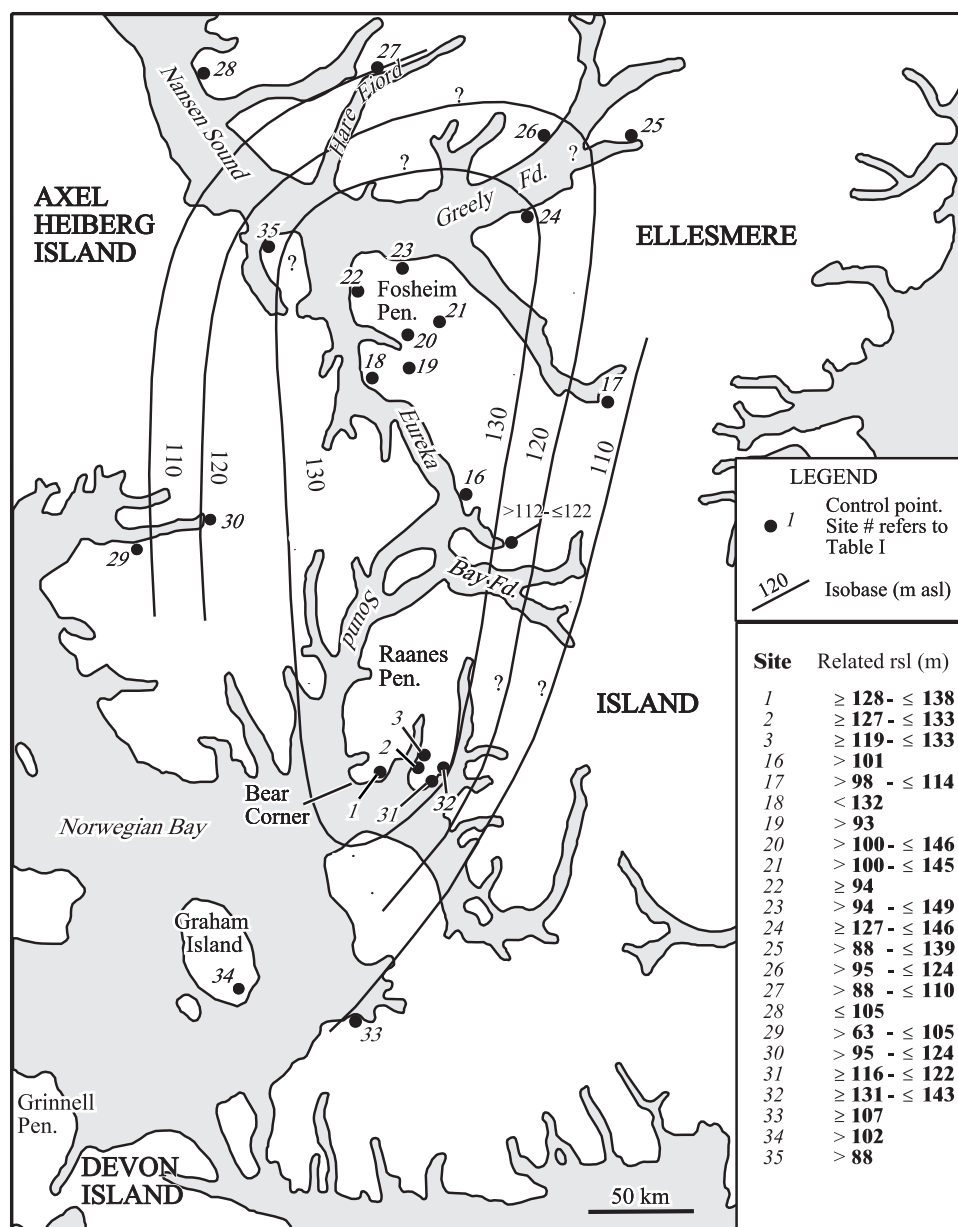 28
27
Nansen Sound
Hare Fiord
?
26
25
?
?
AXEL
HEIBERG
ISLAND
Greely Fd.
24
ELLESMERE
35
?
23
22
Fosheim
Pen.
21
20
18
19
17
Eureka
130
120
110
110
120
130
16
>112-≤122
30
29
Bay Fd.
Sound
Raanes
Pen.
?
?
ISLAND
3
2
Bear
Corner
1
31
32
Norwegian Bay
Graham
Island
34
33
Grinnell
Pen.
DEVON
ISLAND
50 km
LEGEND
1 Control point.
Site # refers to
Table I
120 Isobase (m asl)
Site Related rsl (m)
1 ≥ 128- ≤ 138
2 ≥ 127- ≤ 133
3 ≥ 119- ≤ 133
16 > 101
17 > 98 - ≤ 114
18 < 132
19 > 93
20 > 100- ≤ 146
21 > 100- ≤ 145
22 ≥ 94
23 > 94 - ≤ 149
24 ≥ 127- ≤ 146
25 > 88 - ≤ 139
26 > 95 - ≤ 124
27 > 88 - ≤ 110
28 ≤ 105
29 > 63 - ≤ 105
30 > 95 - ≤ 124
31 ≥ 116- ≤ 122
32 ≥ 131- ≤ 143
33 ≥ 107
34 > 102
35 > 88